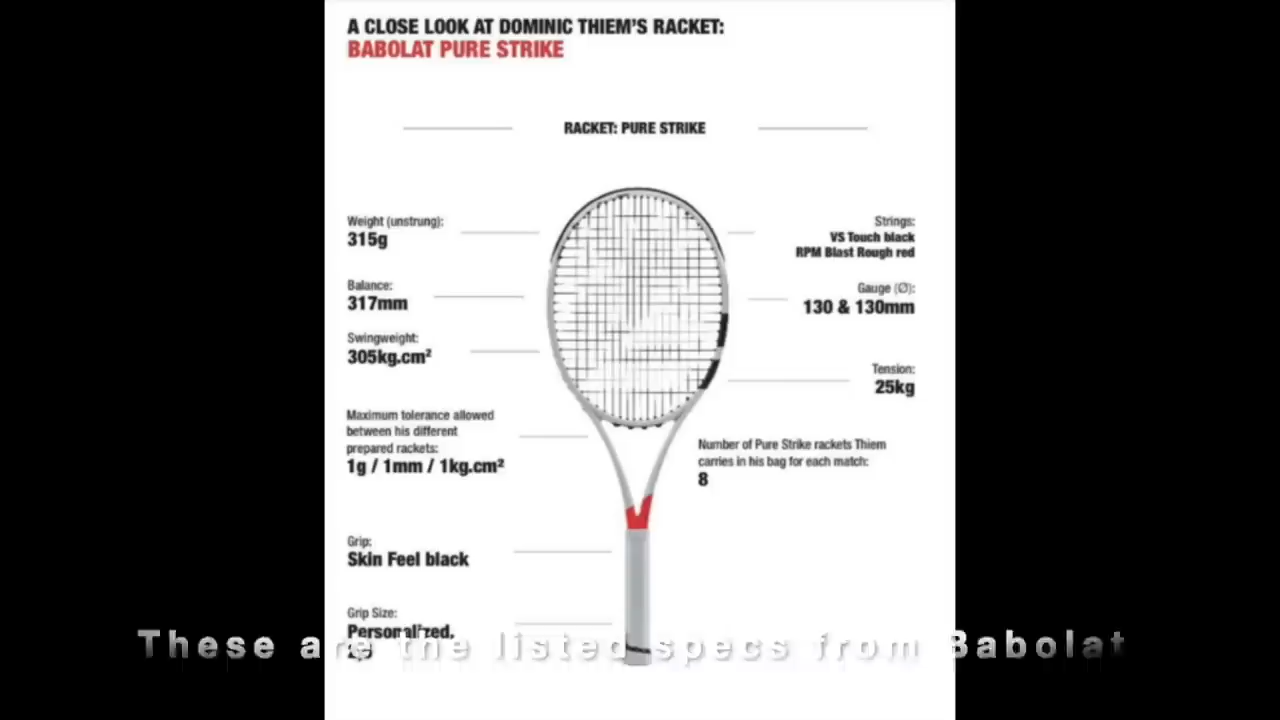 A CLOSE LOOK AT DOMINIC THIEM'S RACKET:
BABOLAT PURE STRIKE
RACKET: PURE STRIKE
Weight (unstrung):
315g
Balance:
317mm
Swingweight:
305kg.cm²
Maximum tolerance allowed
between his different
prepared rackets:
1g / 1mm / 1kg.cm²
Grip:
Skin Feel black
Grip Size:
Personalized,
Strings:
VS Touch black
RPM Blast Rough red
Gauge (Ø):
130 & 130mm
Tension:
25kg
Number of Pure Strike rackets Thiem
carries in his bag for each match:
8
These are the listed specs from Babolat